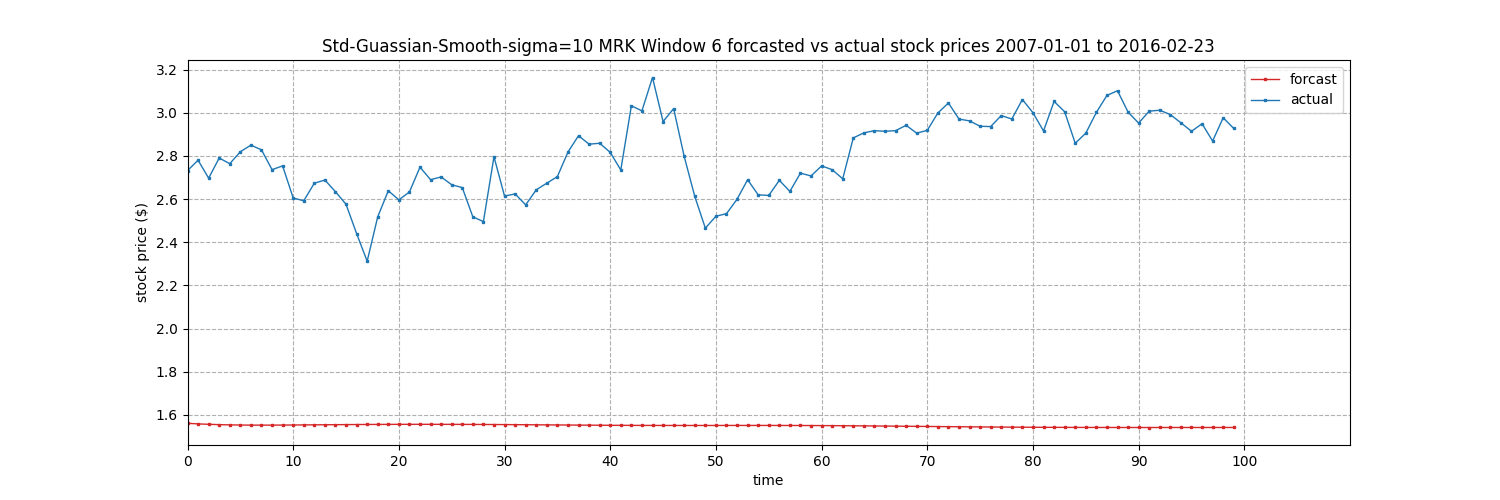 Std-Guassian-Smooth-sigma=10 MRK Window 6 forcasted vs actual stock prices 2007-01-01 to 2016-02-23
forcast
actual
stock price ($)
3.2
3.0
2.8
2.6
2.4
2.2
2.0
1.8
1.6
0 10 20 30 40 50 60 70 80 90 100
time